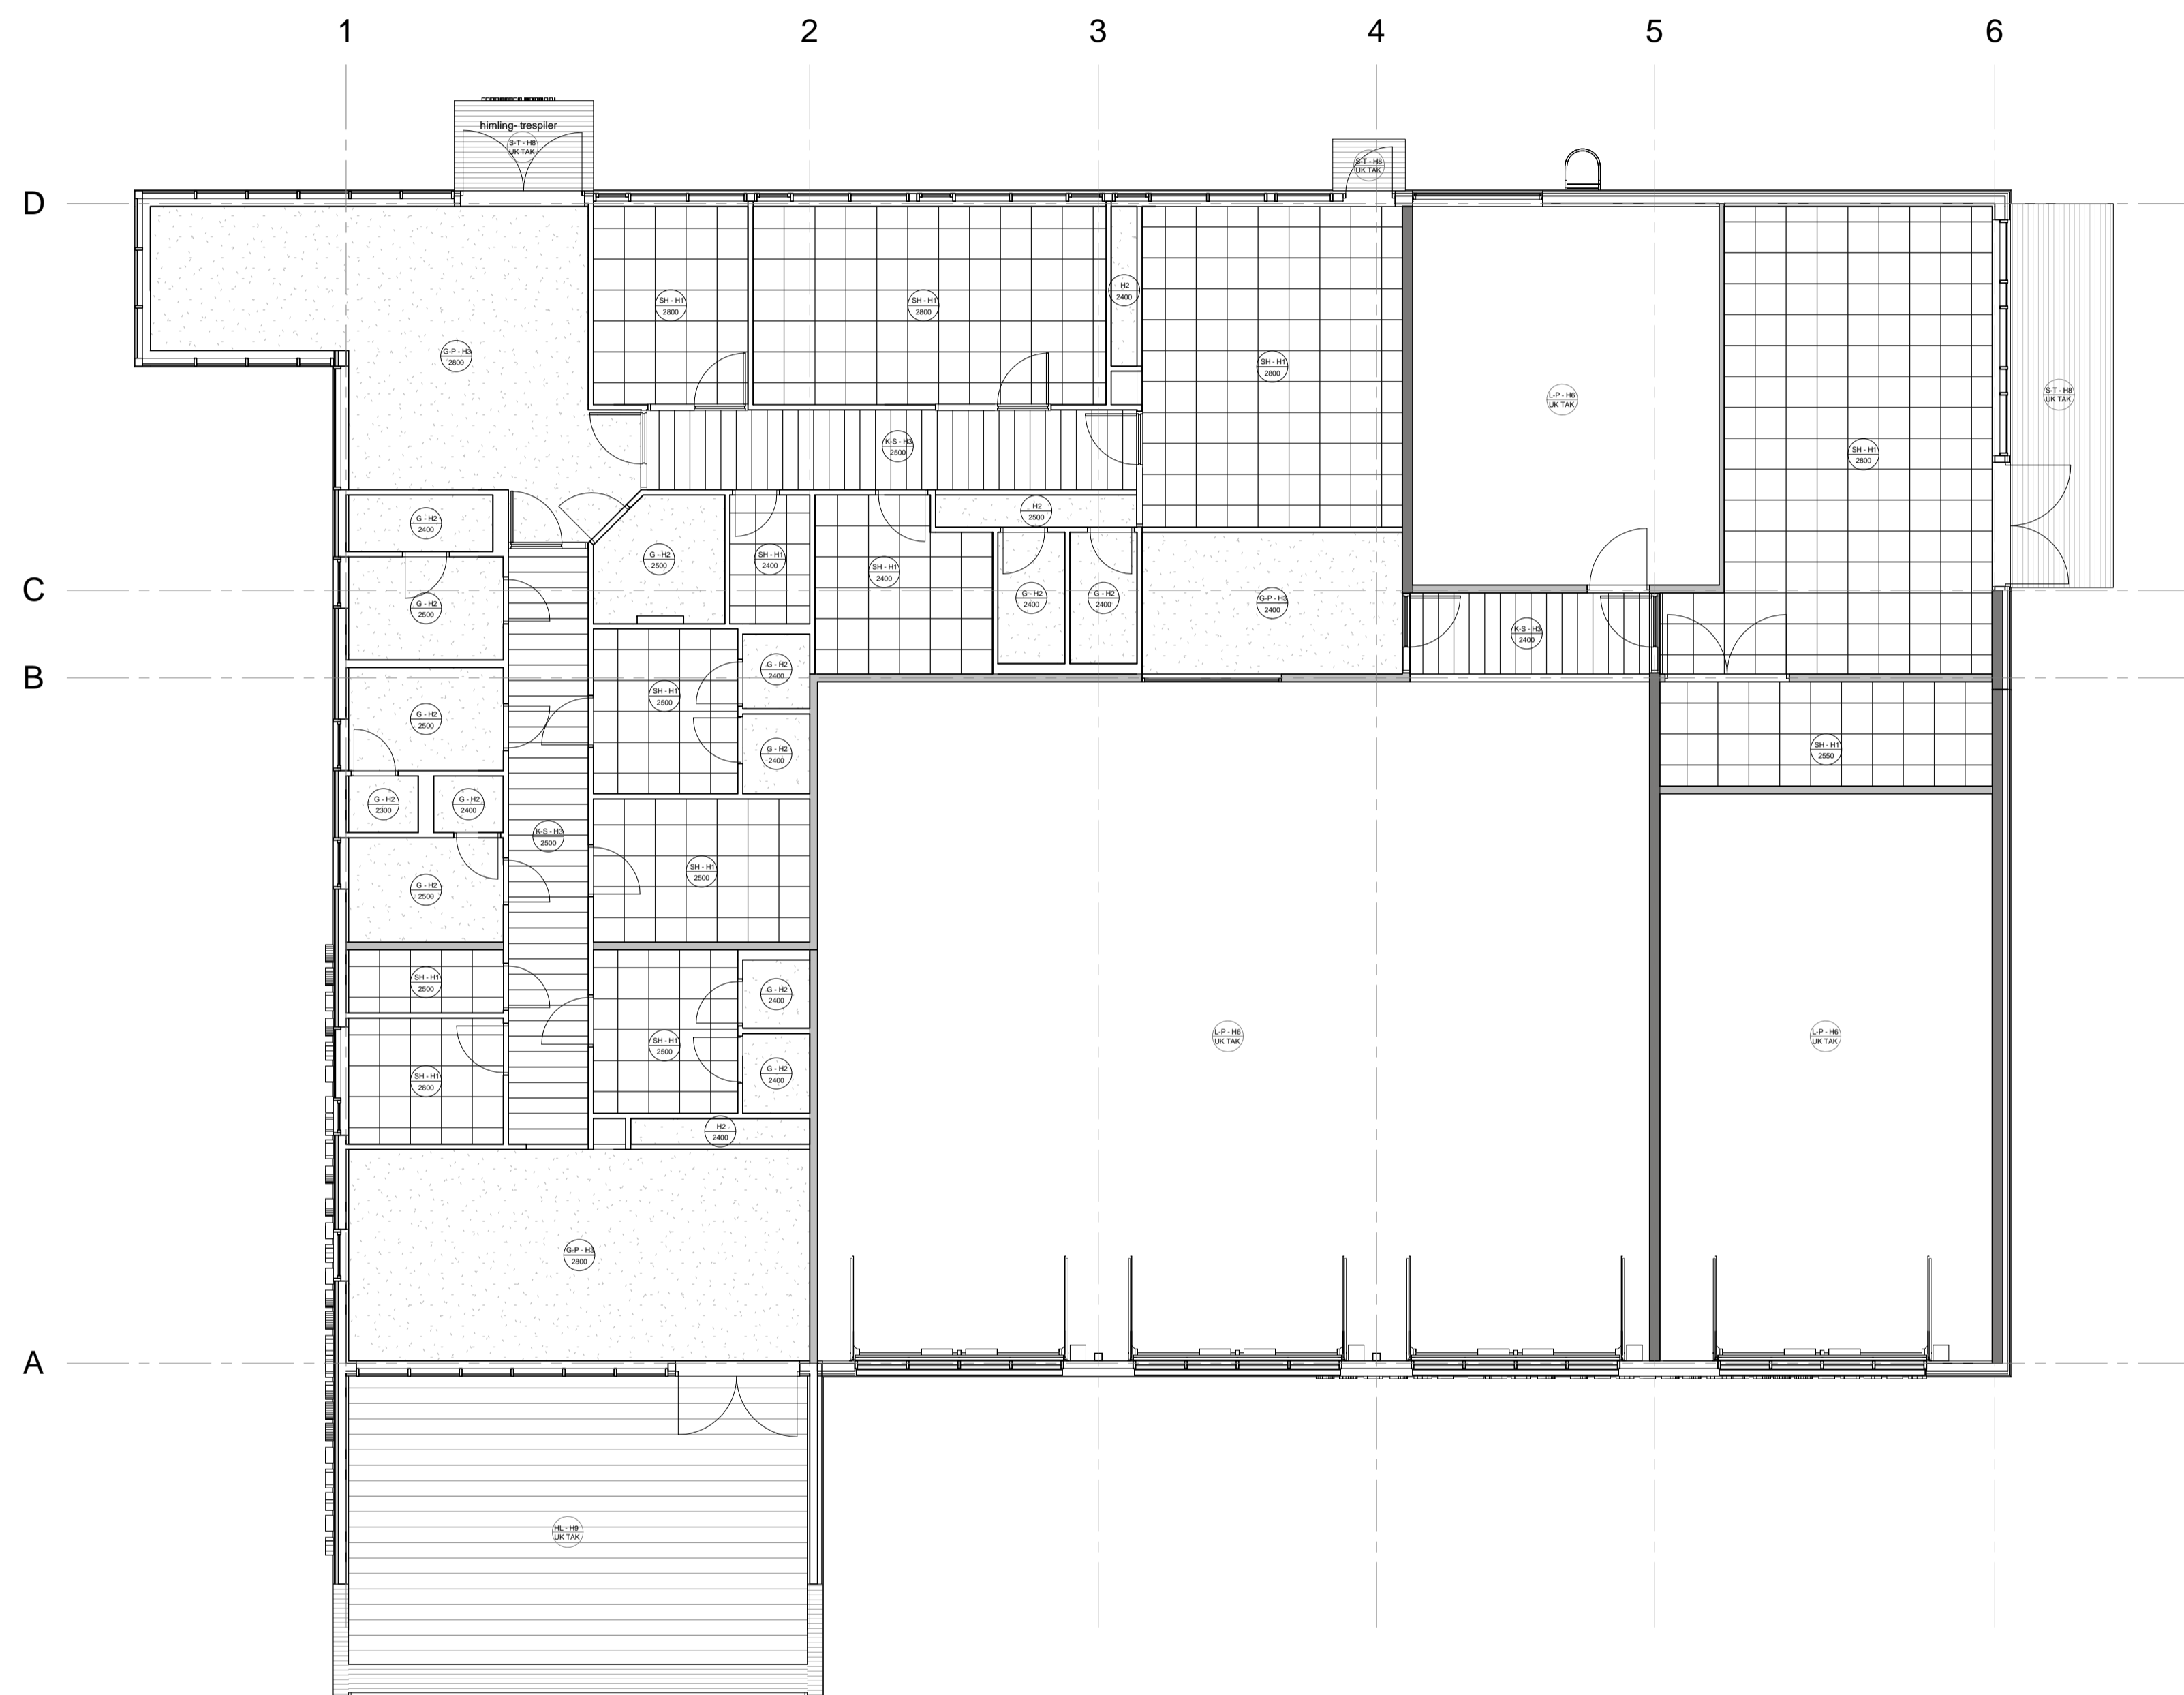 1 2 3 4 5 6
himling- trespiler
S-T - H8
UK TAK
S-T - H8
UK TAK
D
H2
2400
SH - H1
2800
SH - H1
2800
G-P - H3
2800
SH - H1
2800
S-T - H8
UK TAK
L-P - H6
UK TAK
K-S - H3
2500
SH - H1
2800
H2
2500
G - H2
2400
G - H2
2500
SH - H1
2400
SH - H1
2400
C
G - H2
2500
G - H2
2400
G - H2
2400
G-P - H3
2400
K-S - H3
2400
B
G - H2
2400
SH - H1
2500
G - H2
2500
SH - H1
2550
G - H2
2400
G - H2
2300
G - H2
2400
K-S - H3
2500
SH - H1
2500
G - H2
2500
SH - H1
2500
G - H2
2400
L-P - H6
UK TAK
L-P - H6
UK TAK
SH - H1
2500
G - H2
2400
SH - H1
2800
H2
2400
G-P - H3
2800
A
HL - H9
UK TAK